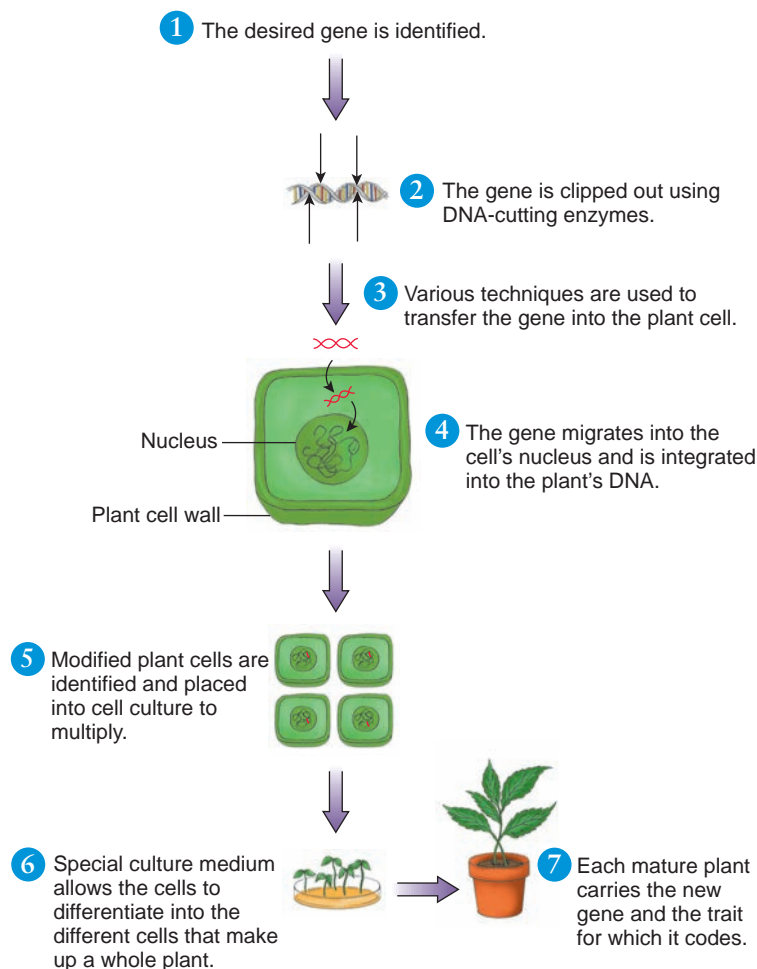 1 The desired gene is identified.
2 The gene is clipped out using
DNA-cutting enzymes.
3 Various techniques are used to
transfer the gene into the plant cell.
Nucleus
Plant cell wall
4 The gene migrates into the
cell's nucleus and is integrated
into the plant's DNA.
5 Modified plant cells are
identified and placed
into cell culture to
multiply.
6 Special culture medium
allows the cells to
differentiate into the
different cells that make
up a whole plant.
7 Each mature plant
carries the new
gene and the trait
for which it codes.